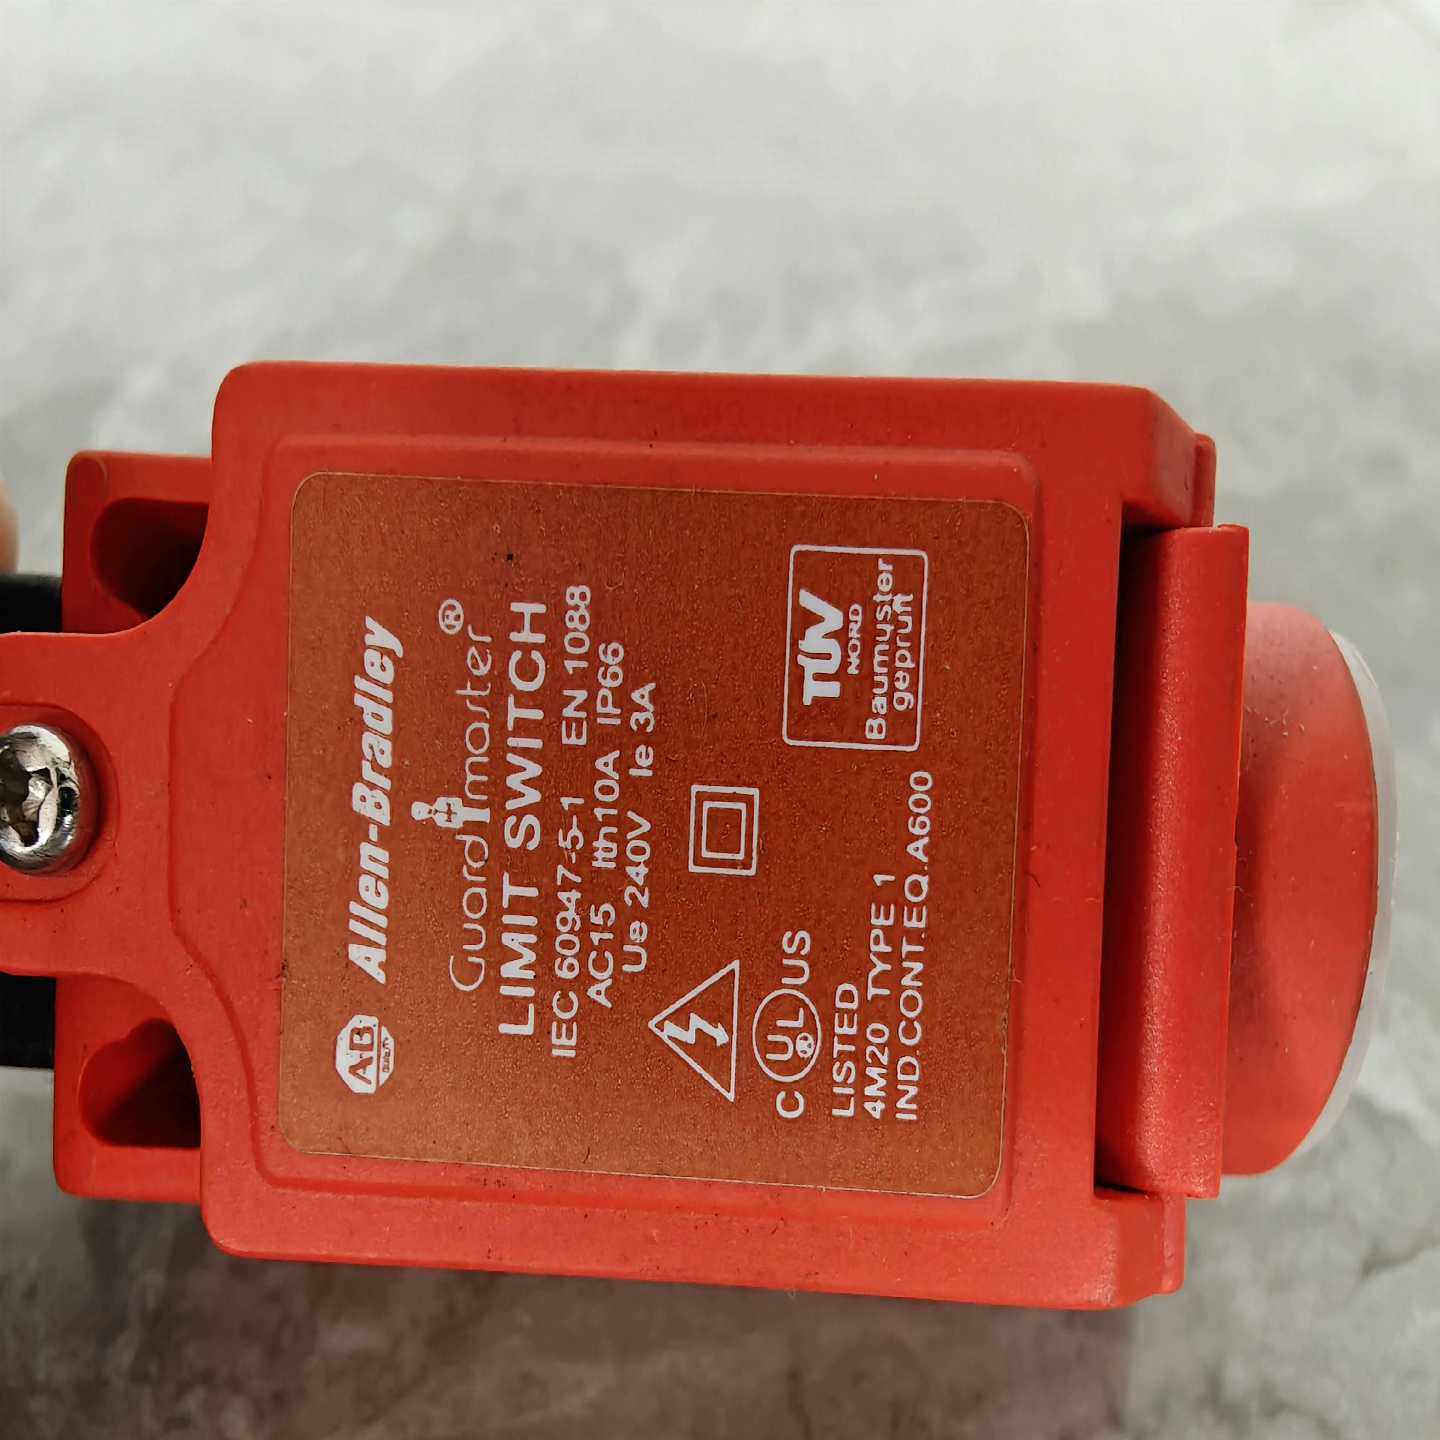 AB QUALITY Allen-Bradley
Guardmaster®
LIMIT SWITCH
IEC 60947-5-1 EN 1088
AC15 Ith10A IP66
Ue 240V Ie 3A
C UL US
LISTED
4M20 TYPE 1
IND.CONT.EQ.A600
TÜV
NORD
Baumuster
geprüft